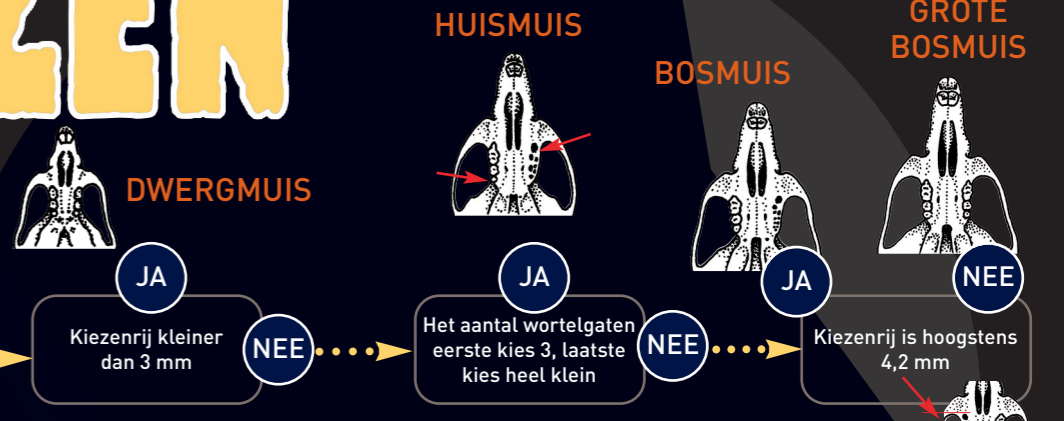 ZEN
HUISMUIS
GROTE
BOSMUIS
BOSMUIS
DWERGMUIS
JA
Kiezenrij kleiner
dan 3 mm
NEE
JA
Het aantal wortelgaten
eerste kies 3, laatste
kies heel klein
NEE
JA
NEE
Kiezenrij is hoogstens
4,2 mm